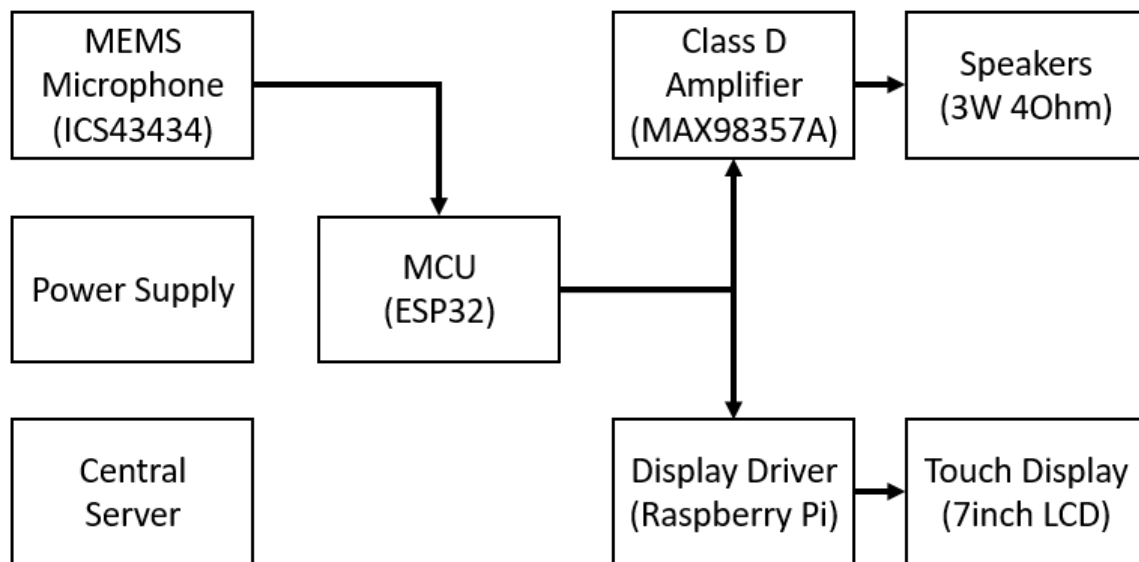 MEMS
Microphone
(ICS43434)
Class D
Amplifier
(MAX98357A)
Speakers
(3W 4Ohm)
Power Supply
MCU
(ESP32)
Central
Server
Display Driver
(Raspberry Pi)
Touch Display
(7inch LCD)